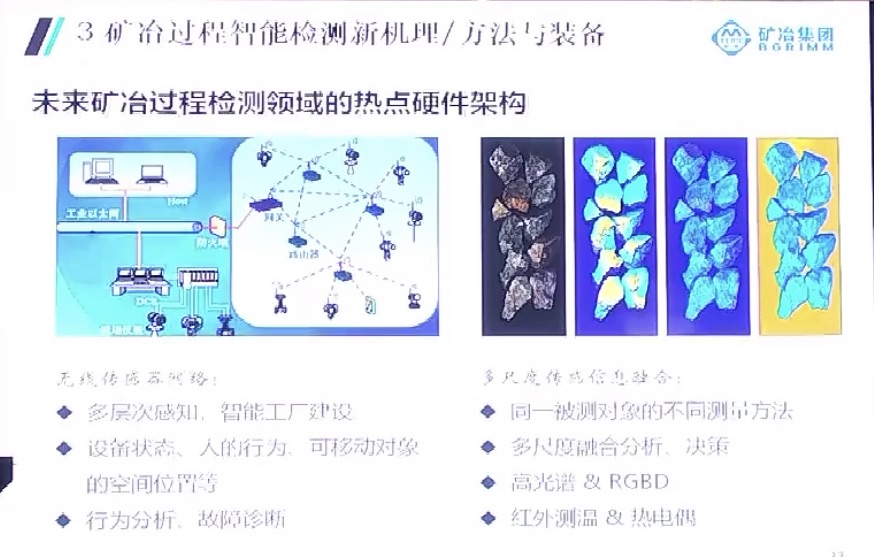 3 矿冶过程智能检测新机理/方法与装备
矿冶集团
BGRIMM
未来矿冶过程检测领域的热点硬件架构
Host
工业以太网
防火墙
网关
路由器
DCS
无线传感器网络：
多层次感知、智能工厂建设
设备状态、人的行为、可移动对象
的空间位置等
行为分析、故障诊断
多尺度传感信息融合：
同一被测对象的不同测量方法
多尺度融合分析、决策
高光谱 & RGBD
红外测温 & 热电偶